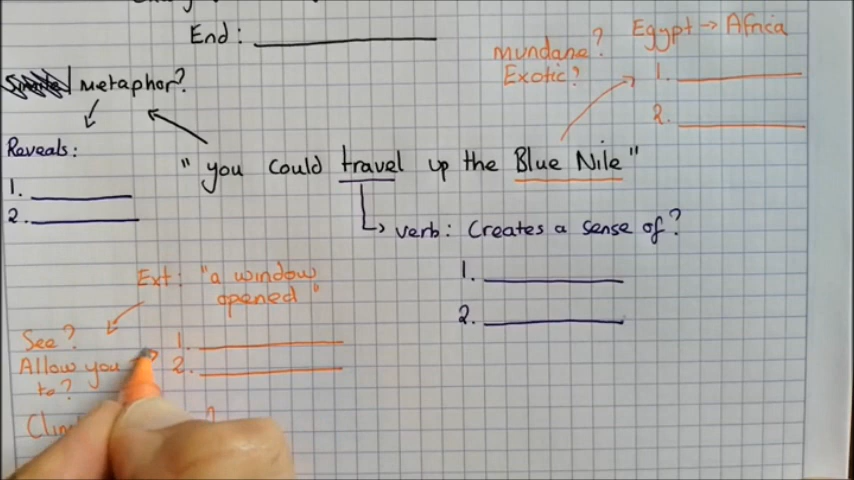 End:
Egypt → Africa
mundane?
Exotic?
1.
2.
metaphor?
Reveals:
1.
2.
"you could travel up the Blue Nile"
verb: Creates a sense of?
1.
2.
Ext: "a window
opened"
See?
Allow you
to?
1.
2.
?